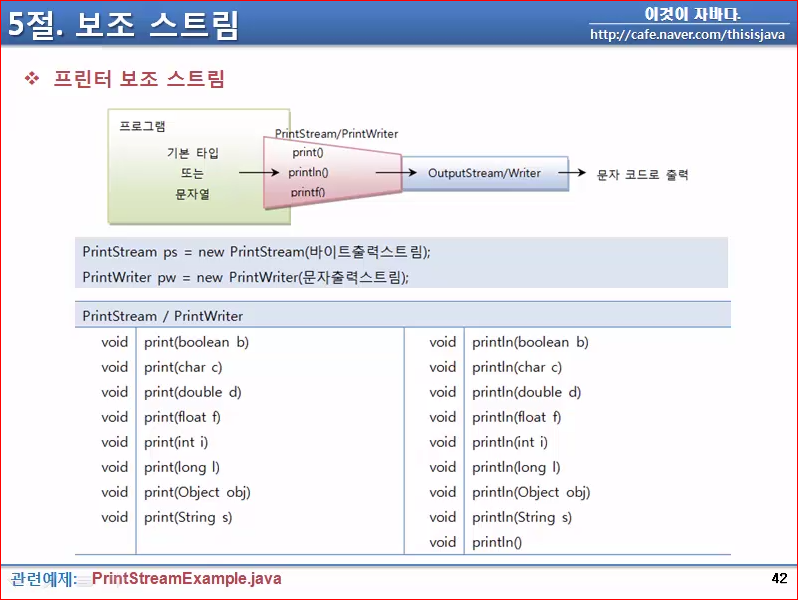 5절. 보조 스트림
이것이 자바다.
http://cafe.naver.com/thisisjava
❖ 프린터 보조 스트림
프로그램
기본 타입
또는
문자열
PrintStream/PrintWriter
print()
println()
printf()
OutputStream/Writer
문자 코드로 출력
PrintStream ps = new PrintStream(바이트출력스트림);
PrintWriter pw = new PrintWriter(문자출력스트림);
PrintStream / PrintWriter
void print(boolean b) void println(boolean b)
void print(char c) void println(char c)
void print(double d) void println(double d)
void print(float f) void println(float f)
void print(int i) void println(int i)
void print(long l) void println(long l)
void print(Object obj) void println(Object obj)
void print(String s) void println(String s)
void println()
관련예제: PrintStreamExample.java
42